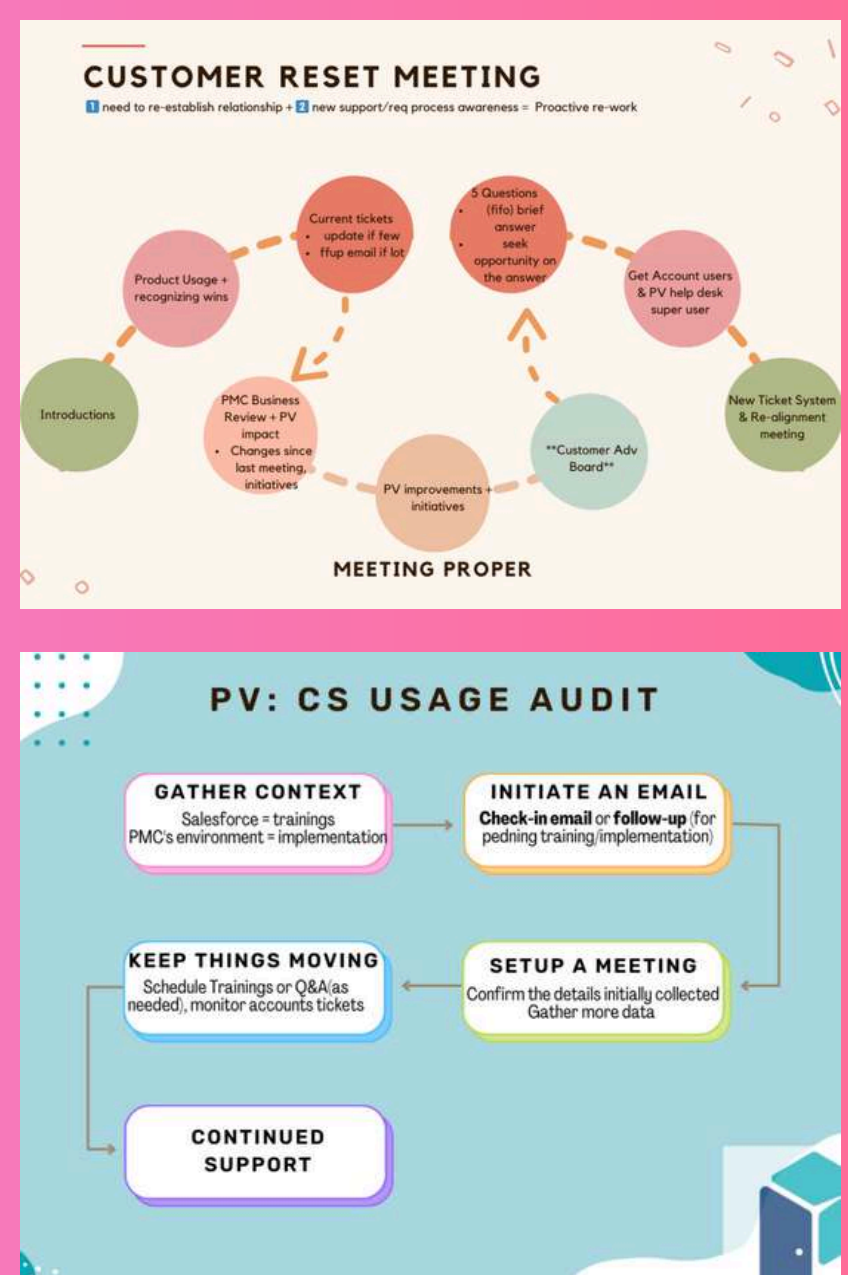 CUSTOMER RESET MEETING
1 need to re-establish relationship + 2 new support/req process awareness = Proactive re-work
Introductions
Product Usage +
recognizing wins
Current tickets
• update if few
• ffup email if lot
PMC Business
Review + PV
impact
• Changes since
last meeting,
initiatives
PV improvements +
initiatives
**Customer Adv
Board**
5 Questions
• (fifo) brief
answer
• seek
opportunity on
the answer
Get Account users
& PV help desk
super user
New Ticket System
& Re-alignment
meeting
MEETING PROPER
PV: CS USAGE AUDIT
GATHER CONTEXT
Salesforce = trainings
PMC's environment = implementation
INITIATE AN EMAIL
Check-in email or follow-up (for
pedning training/implementation)
SETUP A MEETING
Confirm the details initially collected
Gather more data
KEEP THINGS MOVING
Schedule Trainings or Q&A(as
needed), monitor accounts tickets
CONTINUED
SUPPORT